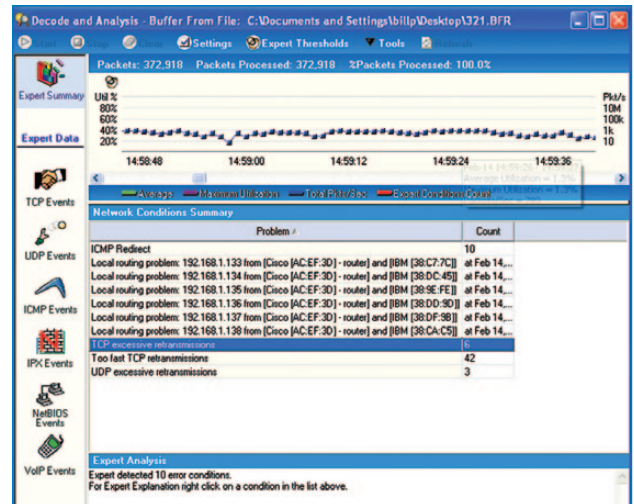 Decode and Analysis - Buffer From File: C:\Documents and Settings\billp\Desktop\321.BFR
Start Stop Clear Settings Expert Thresholds Tools Refresh
Packets: 372,918 Packets Processed: 372,918 %Packets Processed: 100.0%
Expert Summary
Expert Data
TCP Events
UDP Events
ICMP Events
IPX Events
NetBIOS
Events
VoIP Events
Util % Pkt/s
80% 10M
60% 100k
40% 1k
20% 10
14:58:48 14:59:00 14:59:12 14:59:24 14:59:36
Average Utilization = 1.3%
Average Maximum Utilization Total Pkts/Sec Expert Conditions Count
Network Conditions Summary
Problem Count
ICMP Redirect 10
Local routing problem: 192.168.1.133 from [Cisco [AC:EF:3D] - router] and [IBM [38:C7:7C]] at Feb 14,...
Local routing problem: 192.168.1.134 from [Cisco [AC:EF:3D] - router] and [IBM [38:DC:45]] at Feb 14,...
Local routing problem: 192.168.1.135 from [Cisco [AC:EF:3D] - router] and [IBM [38:9E:FE]] at Feb 14,...
Local routing problem: 192.168.1.136 from [Cisco [AC:EF:3D] - router] and [IBM [38:DD:9D]] at Feb 14,...
Local routing problem: 192.168.1.137 from [Cisco [AC:EF:3D] - router] and [IBM [38:DF:9B]] at Feb 14,...
Local routing problem: 192.168.1.138 from [Cisco [AC:EF:3D] - router] and [IBM [38:CA:C5]] at Feb 14,...
TCP excessive retransmissions 6
Too fast TCP retransmissions 42
UDP excessive retransmissions 3
Expert Analysis
Expert detected 10 error conditions.
For Expert Explanation right click on a condition in the list above.